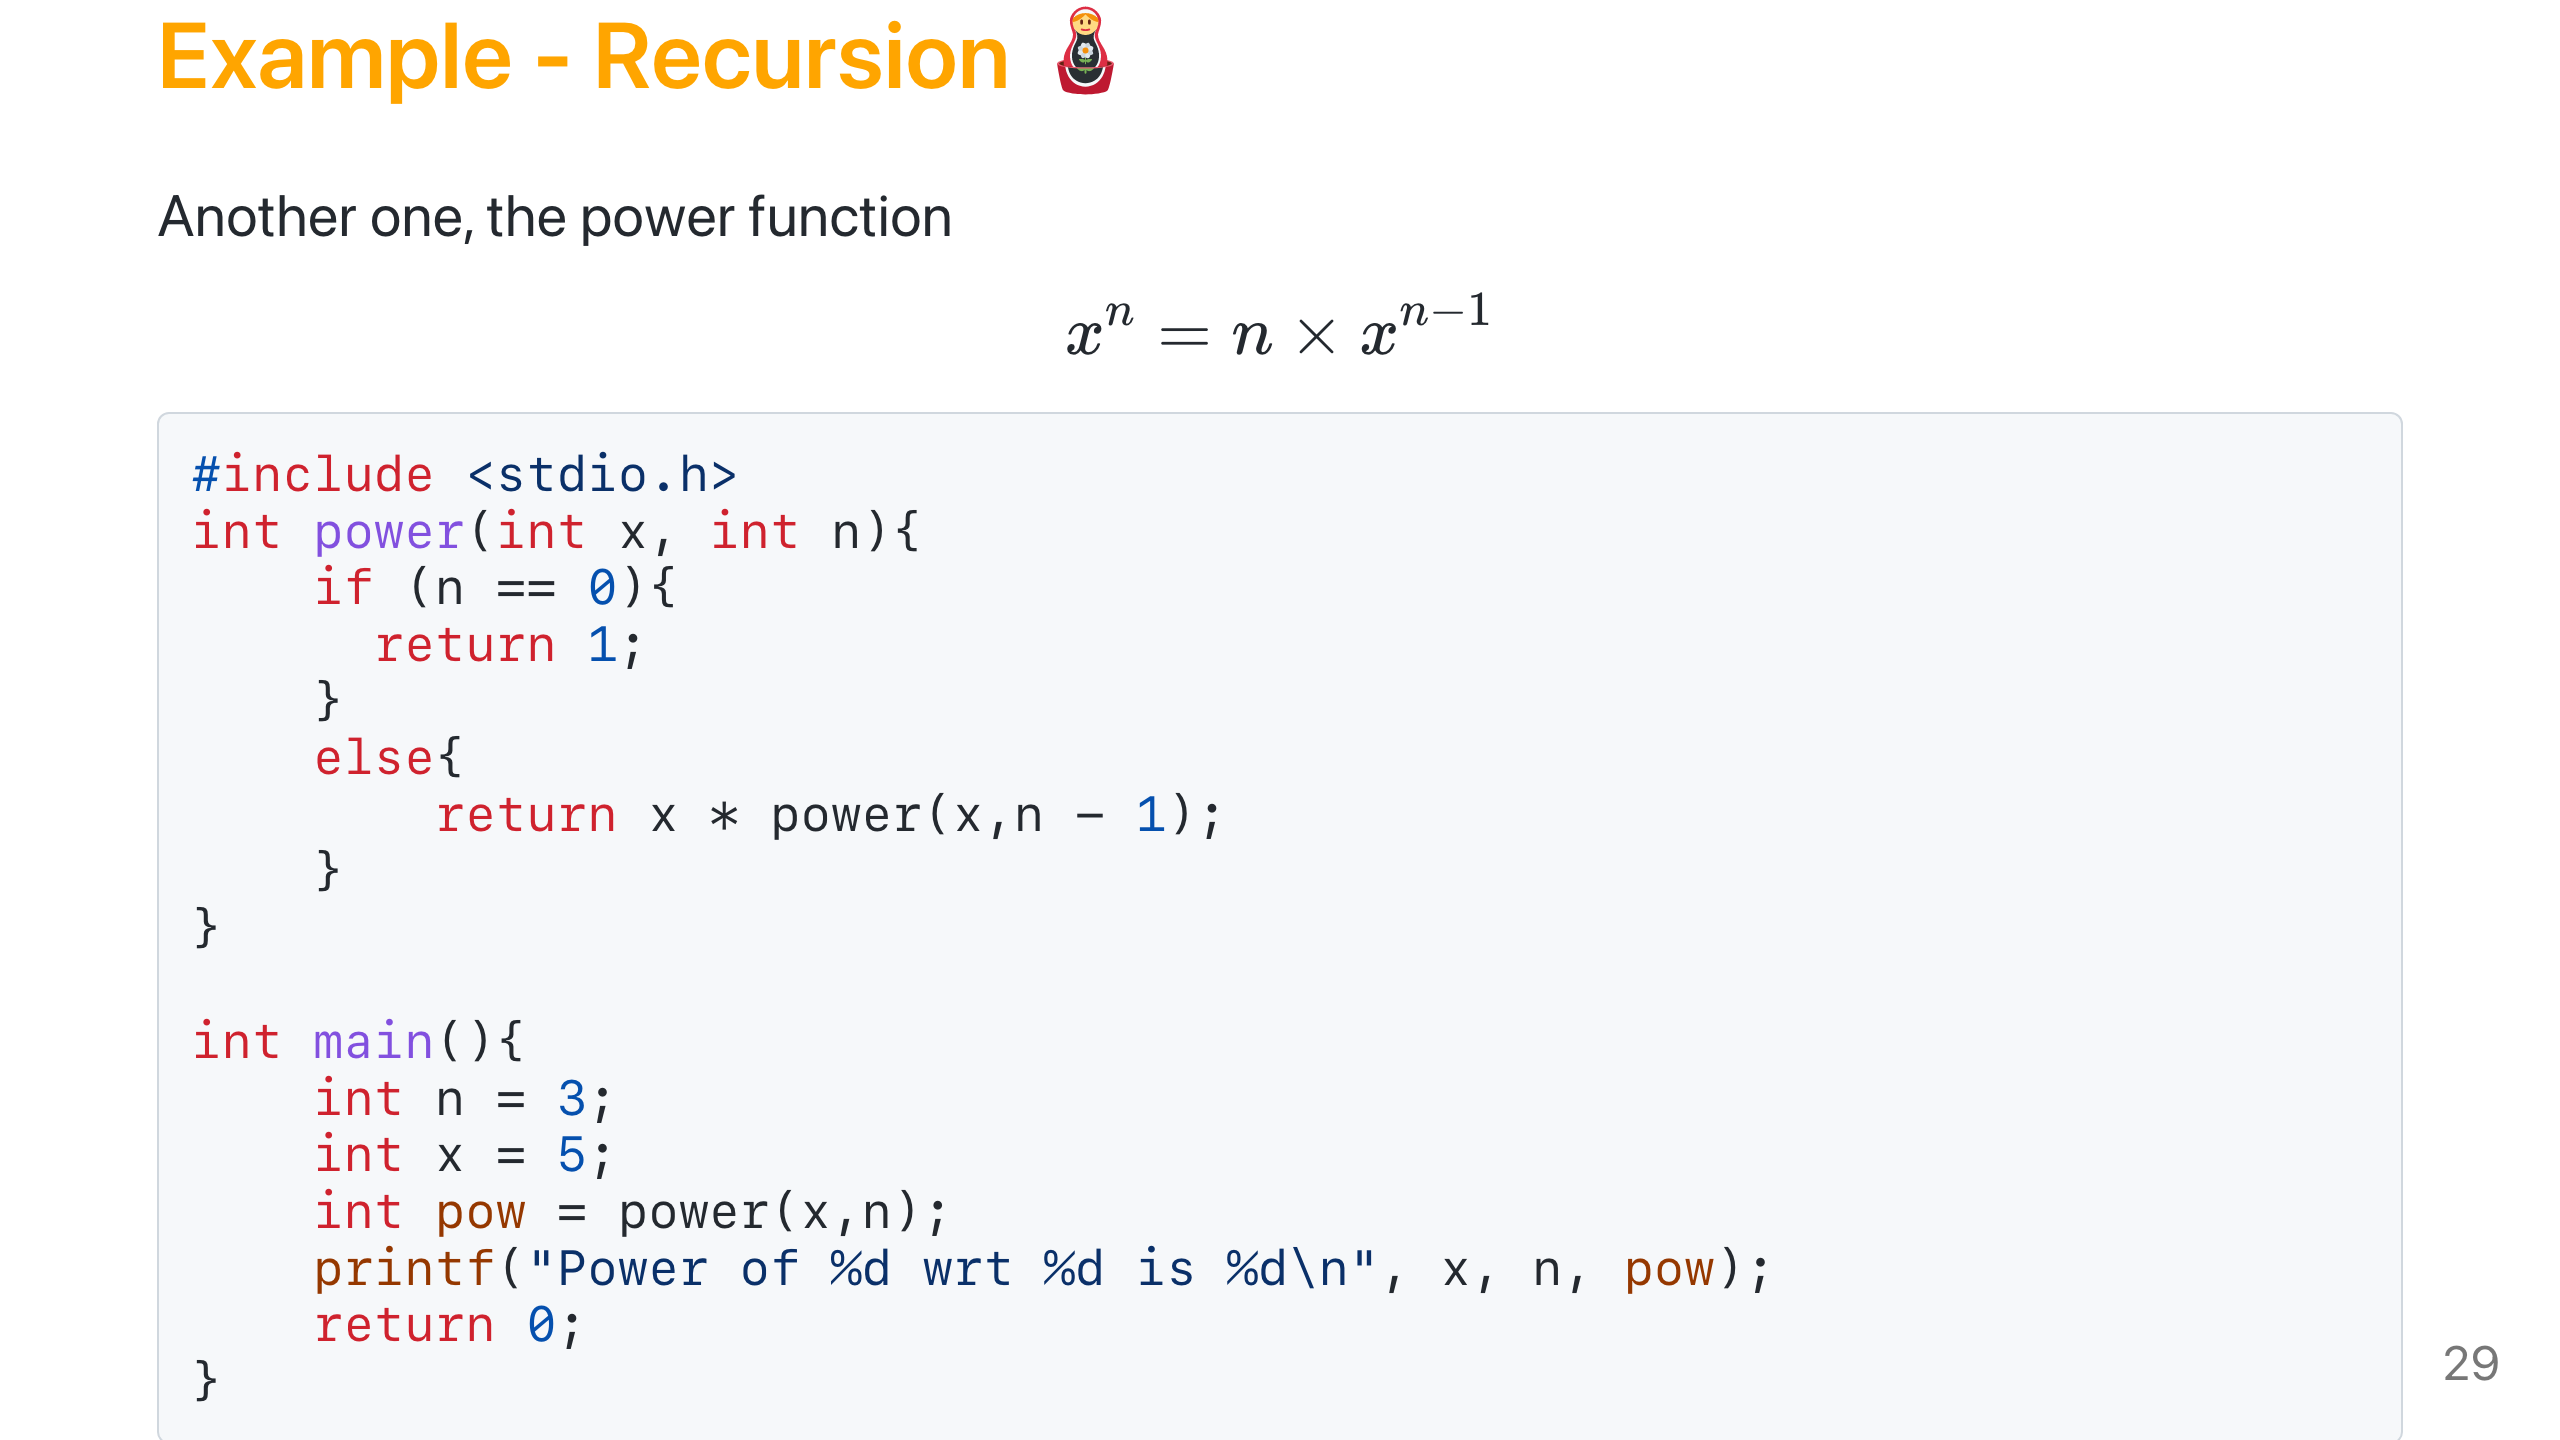 Example - Recursion 🪆
Another one, the power function
xⁿ = n × xⁿ⁻¹
#include <stdio.h>
int power(int x, int n){
    if (n == 0){
      return 1;
    }
    else{
        return x * power(x,n - 1);
    }
}

int main(){
    int n = 3;
    int x = 5;
    int pow = power(x,n);
    printf("Power of %d wrt %d is %d\n", x, n, pow);
    return 0;
}
29